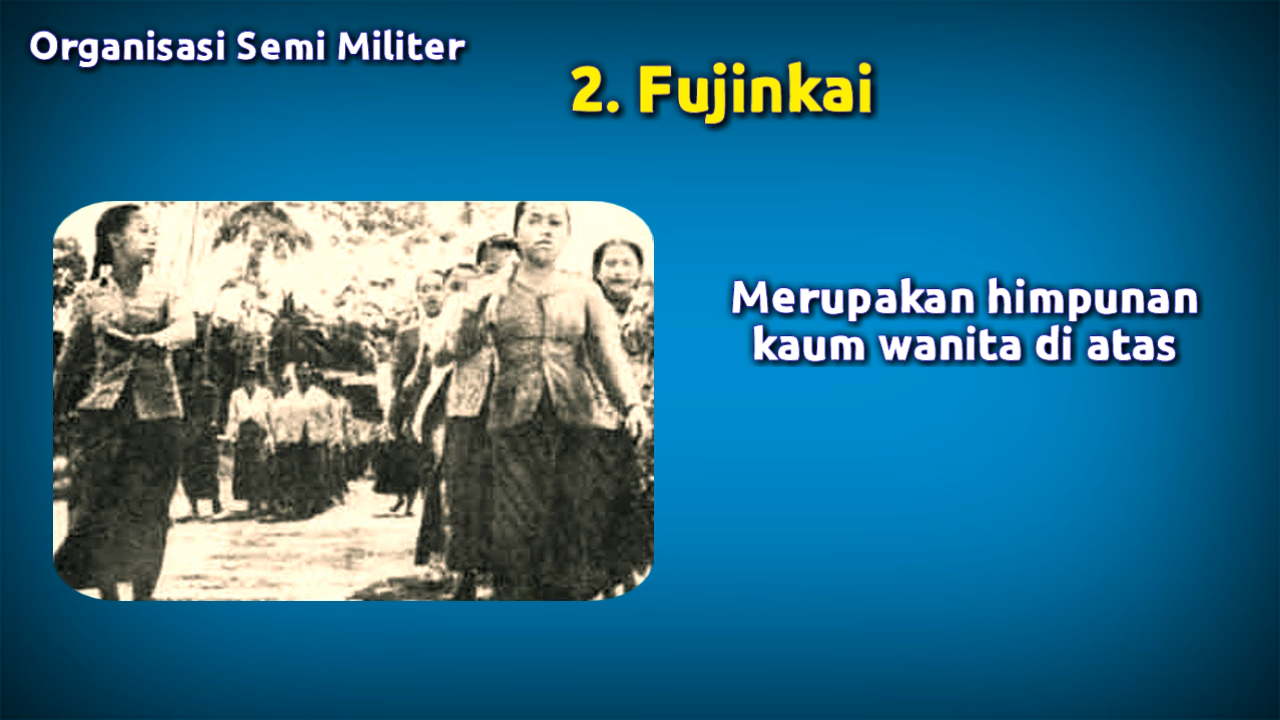 Organisasi Semi Militer
2. Fujinkai
Merupakan himpunan
kaum wanita di atas